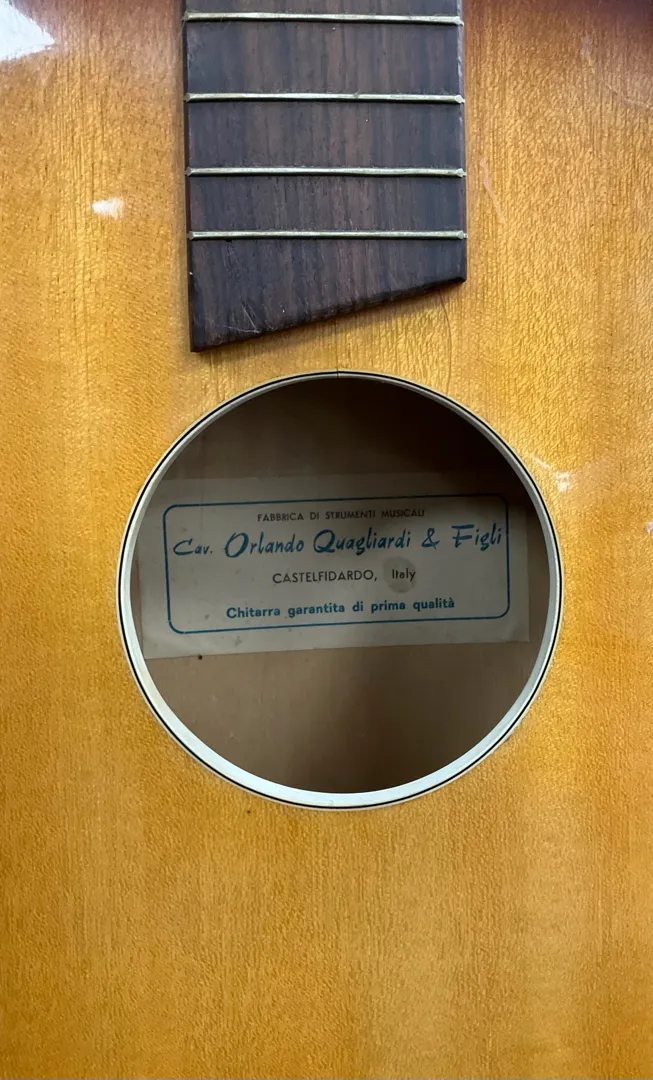 FABBRICA DI STRUMENTI MUSICALI
Cav. Orlando Quagliardi & Figli
CASTELFIDARDO, Italy
Chitarra garantita di prima qualità